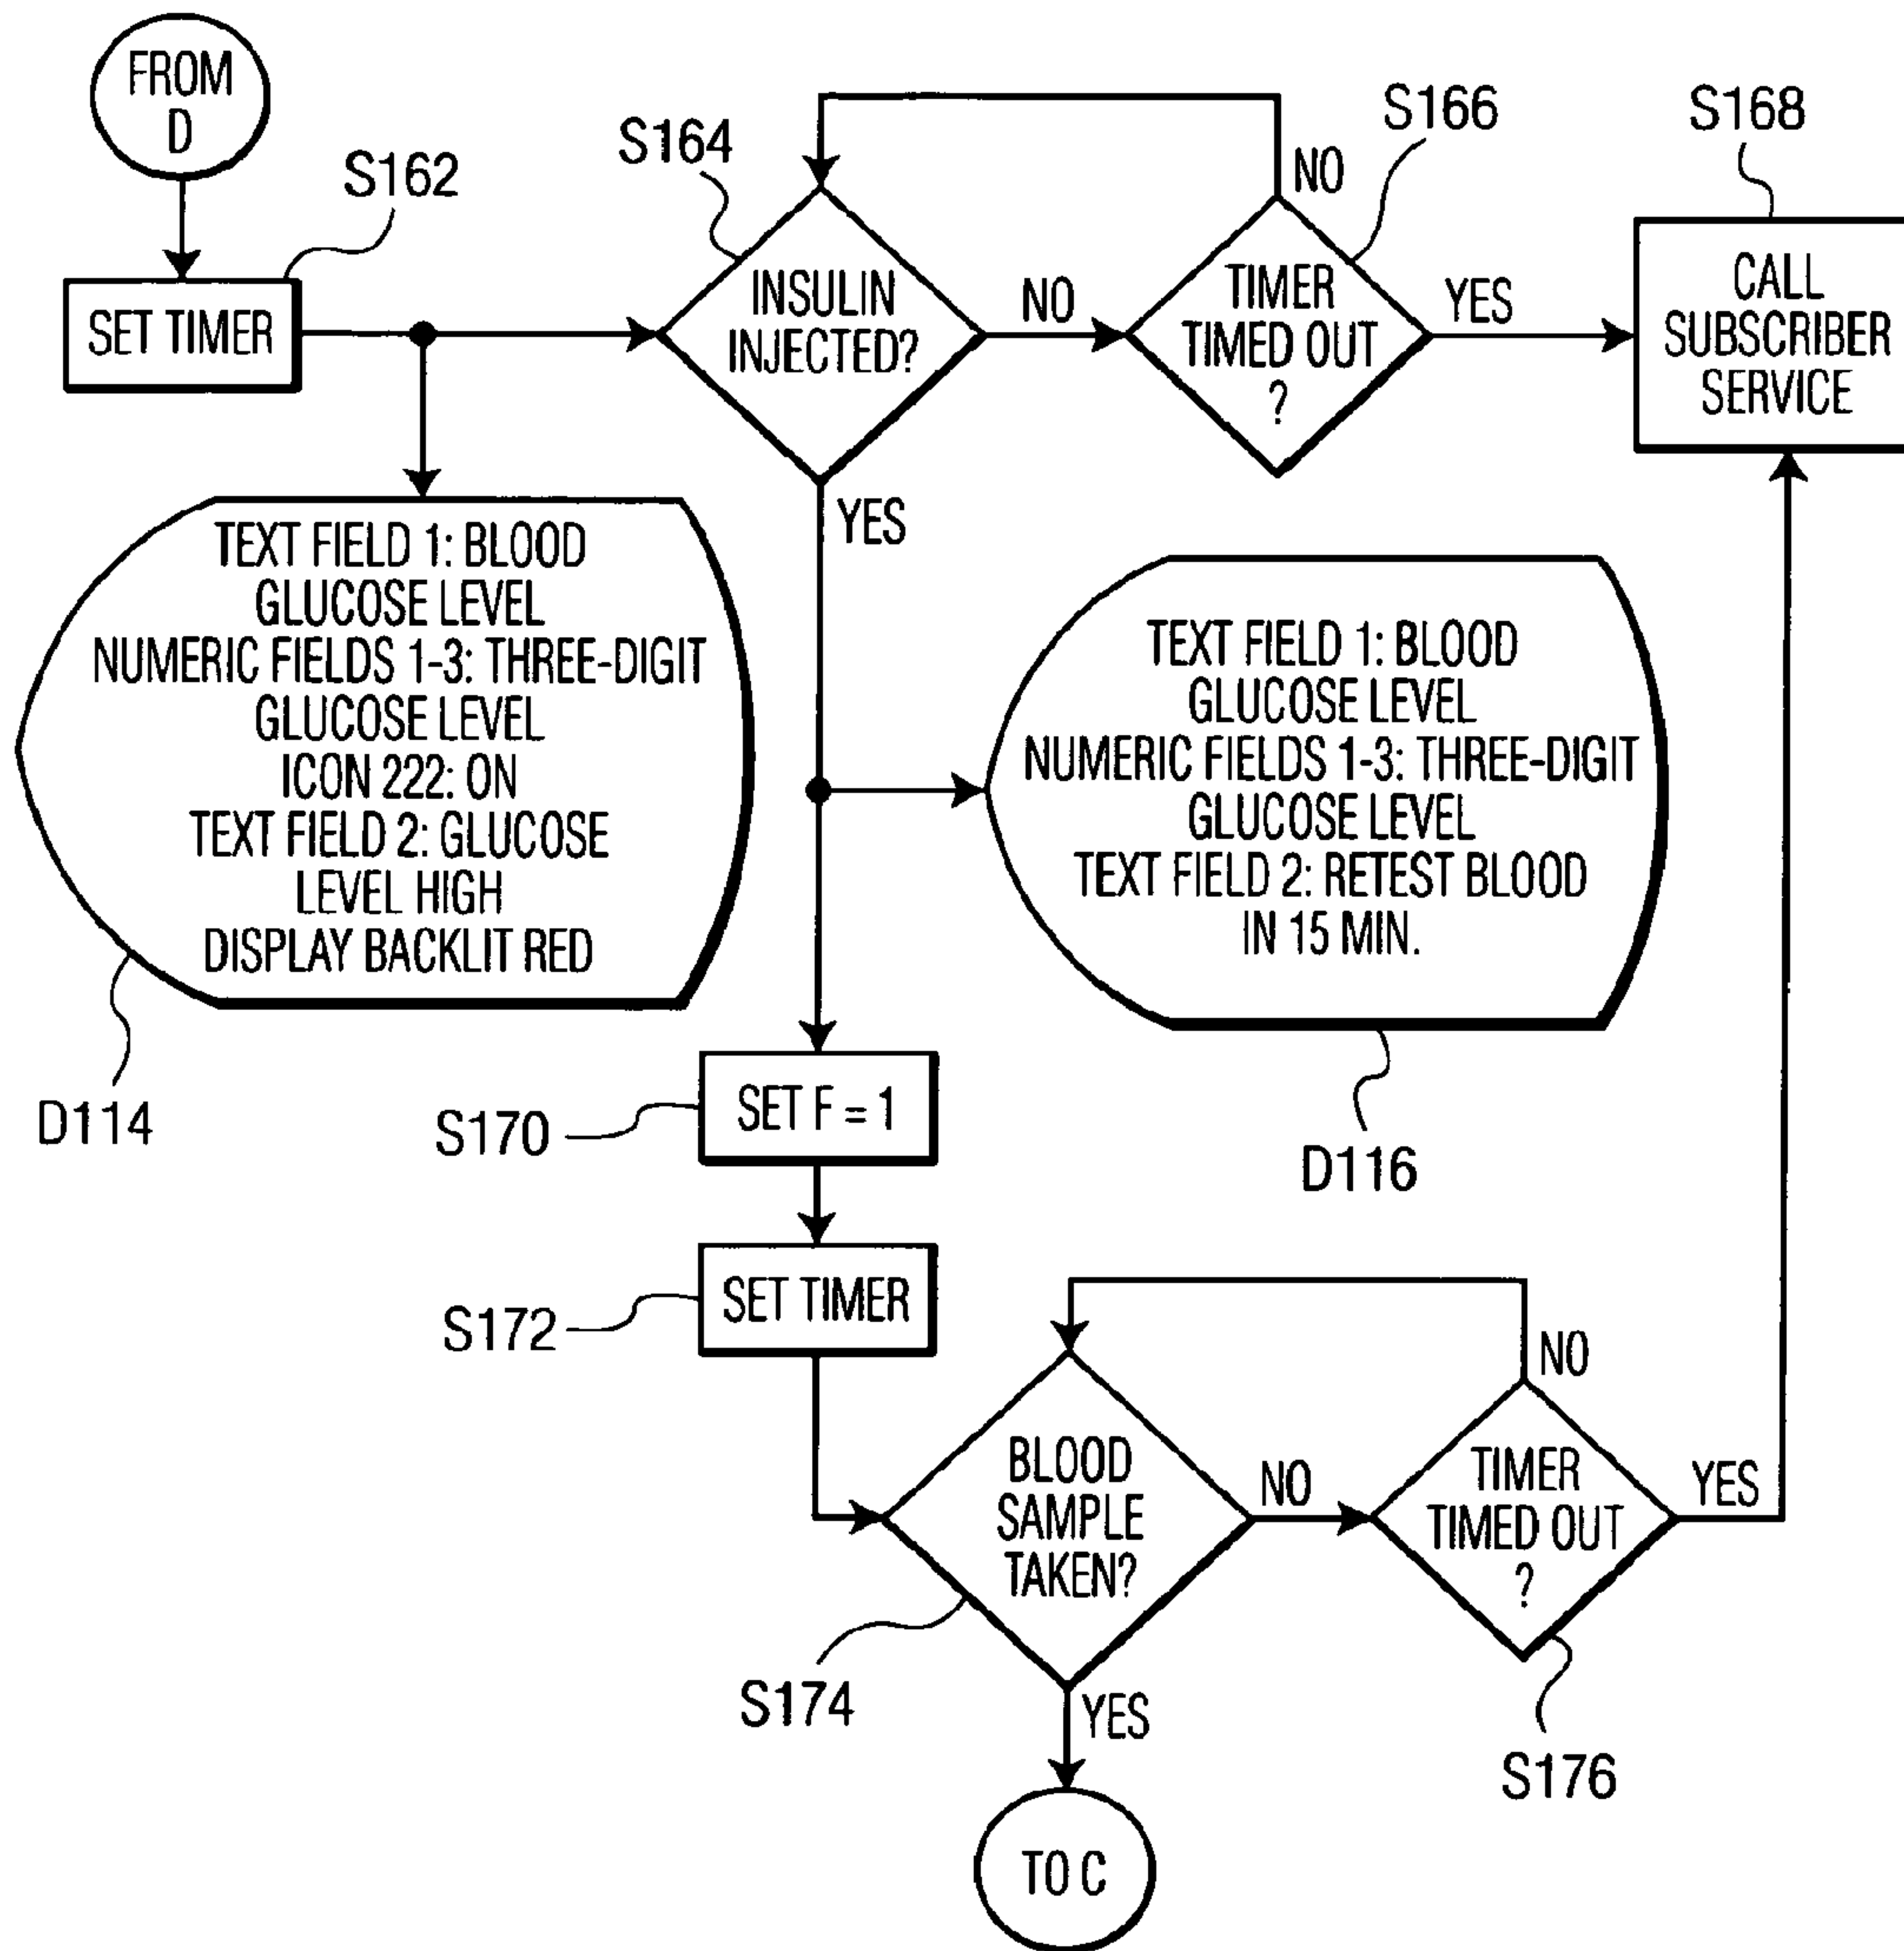 FROM
D
S162
SET TIMER
S164
INSULIN
INJECTED?
NO
YES
S166
NO
TIMER
TIMED OUT
?
YES
S168
CALL
SUBSCRIBER
SERVICE
TEXT FIELD 1: BLOOD
GLUCOSE LEVEL
NUMERIC FIELDS 1-3: THREE-DIGIT
GLUCOSE LEVEL
ICON 222: ON
TEXT FIELD 2: GLUCOSE
LEVEL HIGH
DISPLAY BACKLIT RED
D114
TEXT FIELD 1: BLOOD
GLUCOSE LEVEL
NUMERIC FIELDS 1-3: THREE-DIGIT
GLUCOSE LEVEL
TEXT FIELD 2: RETEST BLOOD
IN 15 MIN.
D116
S170
SET F = 1
S172
SET TIMER
BLOOD
SAMPLE
TAKEN?
S174
NO
YES
NO
TIMER
TIMED OUT
?
YES
S176
TO C